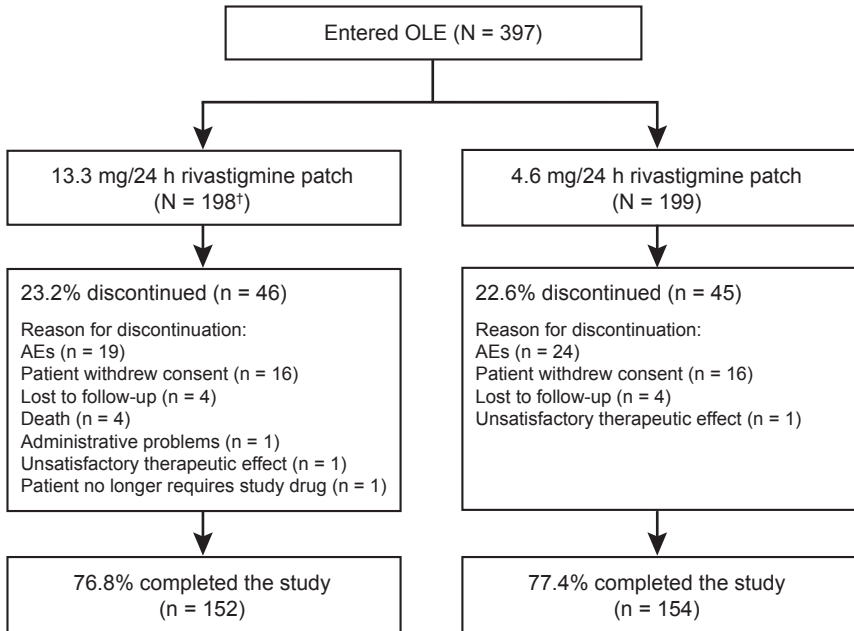 Entered OLE (N = 397)
13.3 mg/24 h rivastigmine patch
(N = 198†)
4.6 mg/24 h rivastigmine patch
(N = 199)
23.2% discontinued (n = 46)
Reason for discontinuation:
AEs (n = 19)
Patient withdrew consent (n = 16)
Lost to follow-up (n = 4)
Death (n = 4)
Administrative problems (n = 1)
Unsatisfactory therapeutic effect (n = 1)
Patient no longer requires study drug (n = 1)
22.6% discontinued (n = 45)
Reason for discontinuation:
AEs (n = 24)
Patient withdrew consent (n = 16)
Lost to follow-up (n = 4)
Unsatisfactory therapeutic effect (n = 1)
76.8% completed the study
(n = 152)
77.4% completed the study
(n = 154)